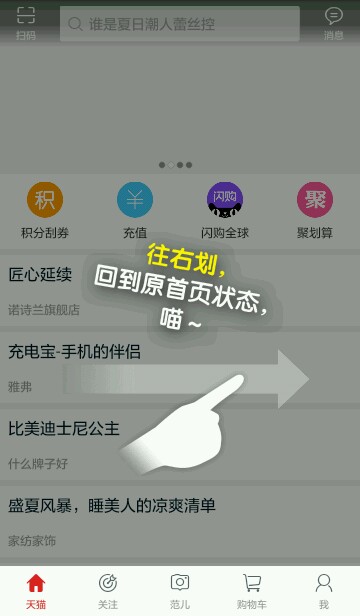 扫码
谁是夏日潮人蕾丝控
消息
积
¥
闪购
聚
积分刮券
充值
闪购全球
聚划算
往右划，
回到原首页状态，
喵～
匠心延续
诺诗兰旗舰店
充电宝-手机的伴侣
雅弗
比美迪士尼公主
什么牌子好
盛夏风暴，睡美人的凉爽清单
家纺家饰
天猫
关注
范儿
购物车
我